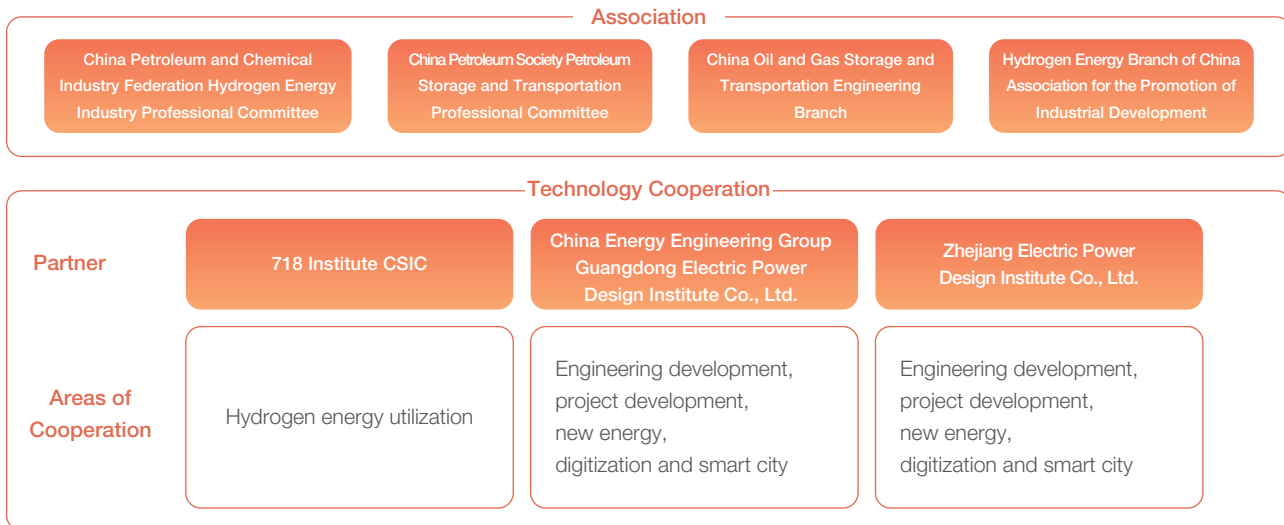 Association
China Petroleum and Chemical
Industry Federation Hydrogen Energy
Industry Professional Committee
China Petroleum Society Petroleum
Storage and Transportation
Professional Committee
China Oil and Gas Storage and
Transportation Engineering
Branch
Hydrogen Energy Branch of China
Association for the Promotion of
Industrial Development
Technology Cooperation
Partner
718 Institute CSIC
China Energy Engineering Group
Guangdong Electric Power
Design Institute Co., Ltd.
Zhejiang Electric Power
Design Institute Co., Ltd.
Areas of
Cooperation
Hydrogen energy utilization
Engineering development,
project development,
new energy,
digitization and smart city
Engineering development,
project development,
new energy,
digitization and smart city